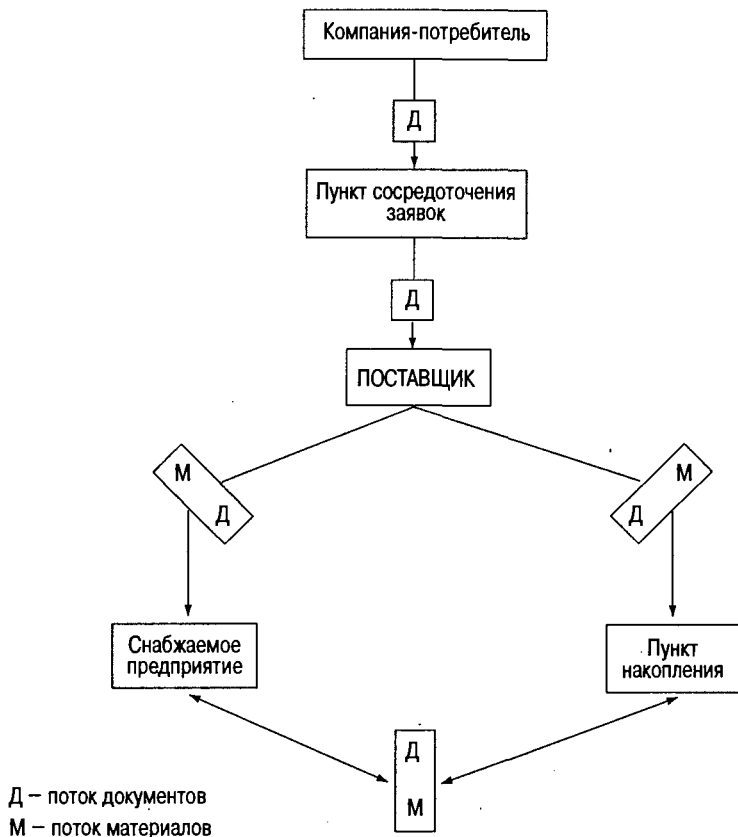 Компания-потребитель
Д
Пункт сосредоточения
заявок
Д
ПОСТАВЩИК
М
Д
М
Д
Снабжаемое
предприятие
Пункт
накопления
Д
М
Д – поток документов
М – поток материалов